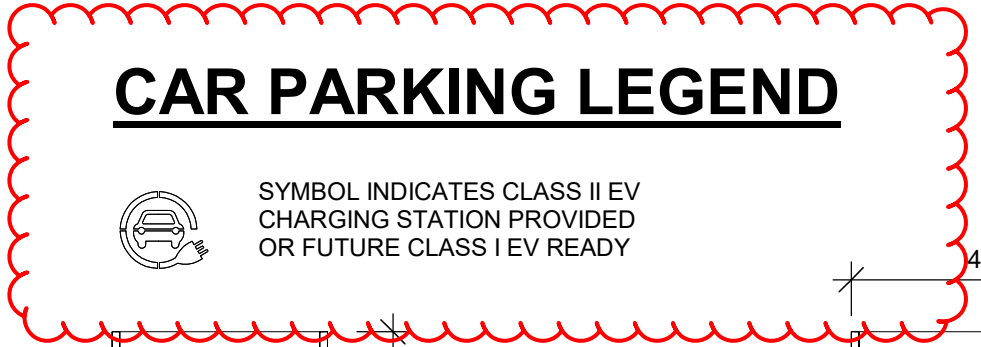 CAR PARKING LEGEND
SYMBOL INDICATES CLASS II EV
CHARGING STATION PROVIDED
OR FUTURE CLASS I EV READY
4